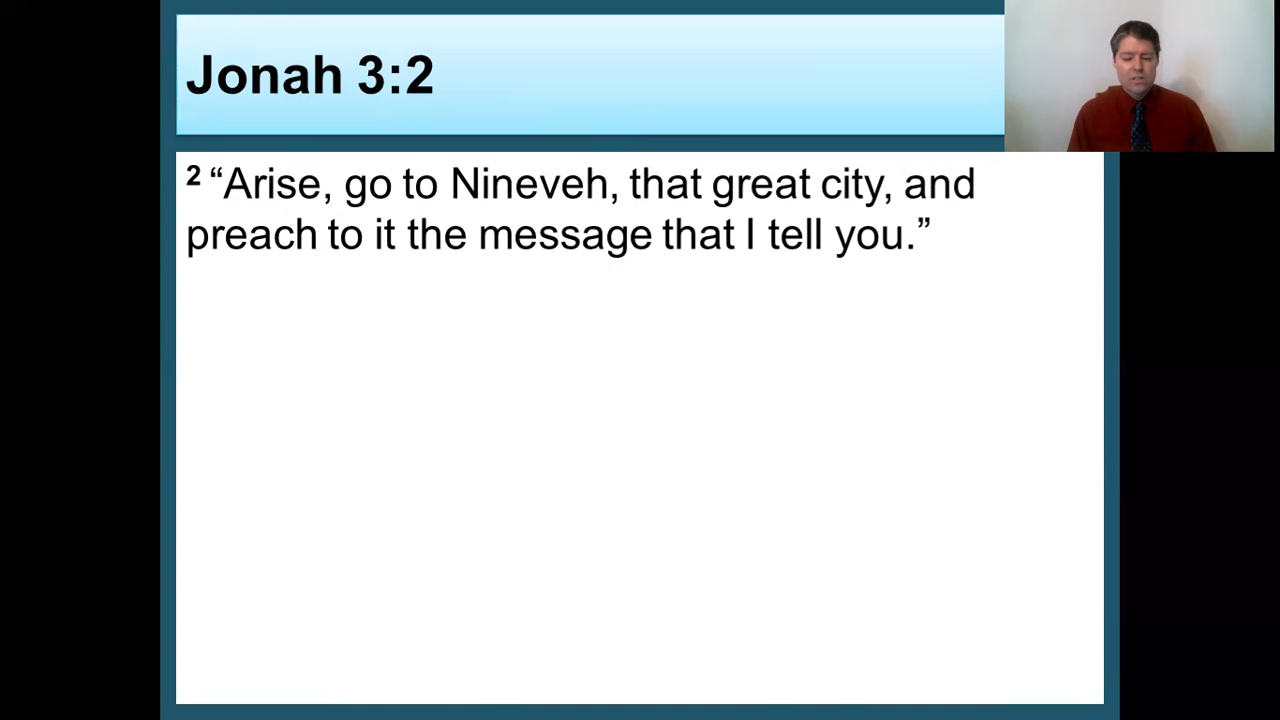 Jonah 3:2
2 “Arise, go to Nineveh, that great city, and
preach to it the message that I tell you.”